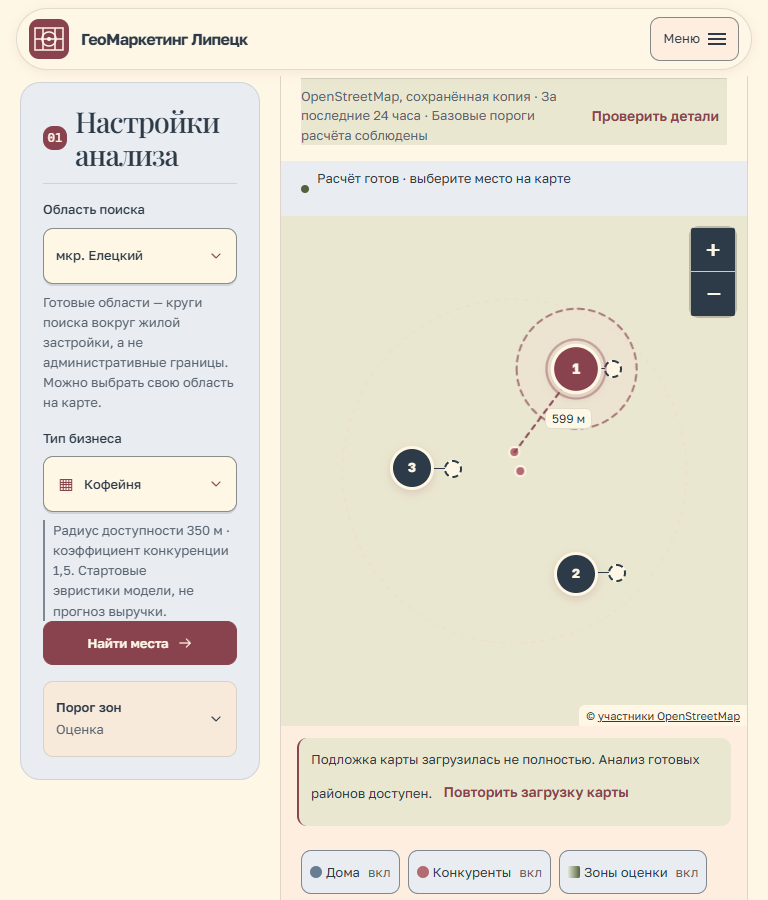 ГеоМаркетинг Липецк
Меню
01
Настройки
анализа
Область поиска
мкр. Елецкий
Готовые области — круги
поиска вокруг жилой
застройки, а не
административные границы.
Можно выбрать свою область
на карте.
Тип бизнеса
Кофейня
Радиус доступности 350 м ·
коэффициент конкуренции
1,5. Стартовые
эвристики модели, не
прогноз выручки.
Найти места →
Порог зон
Оценка
OpenStreetMap, сохранённая копия · За
последние 24 часа · Базовые пороги
расчёта соблюдены
Проверить детали
Расчёт готов · выберите место на карте
+
−
1
599 м
3
2
© участники OpenStreetMap
Подложка карты загрузилась не полностью. Анализ готовых
районов доступен. Повторить загрузку карты
Дома вкл
Конкуренты вкл
Зоны оценки вкл